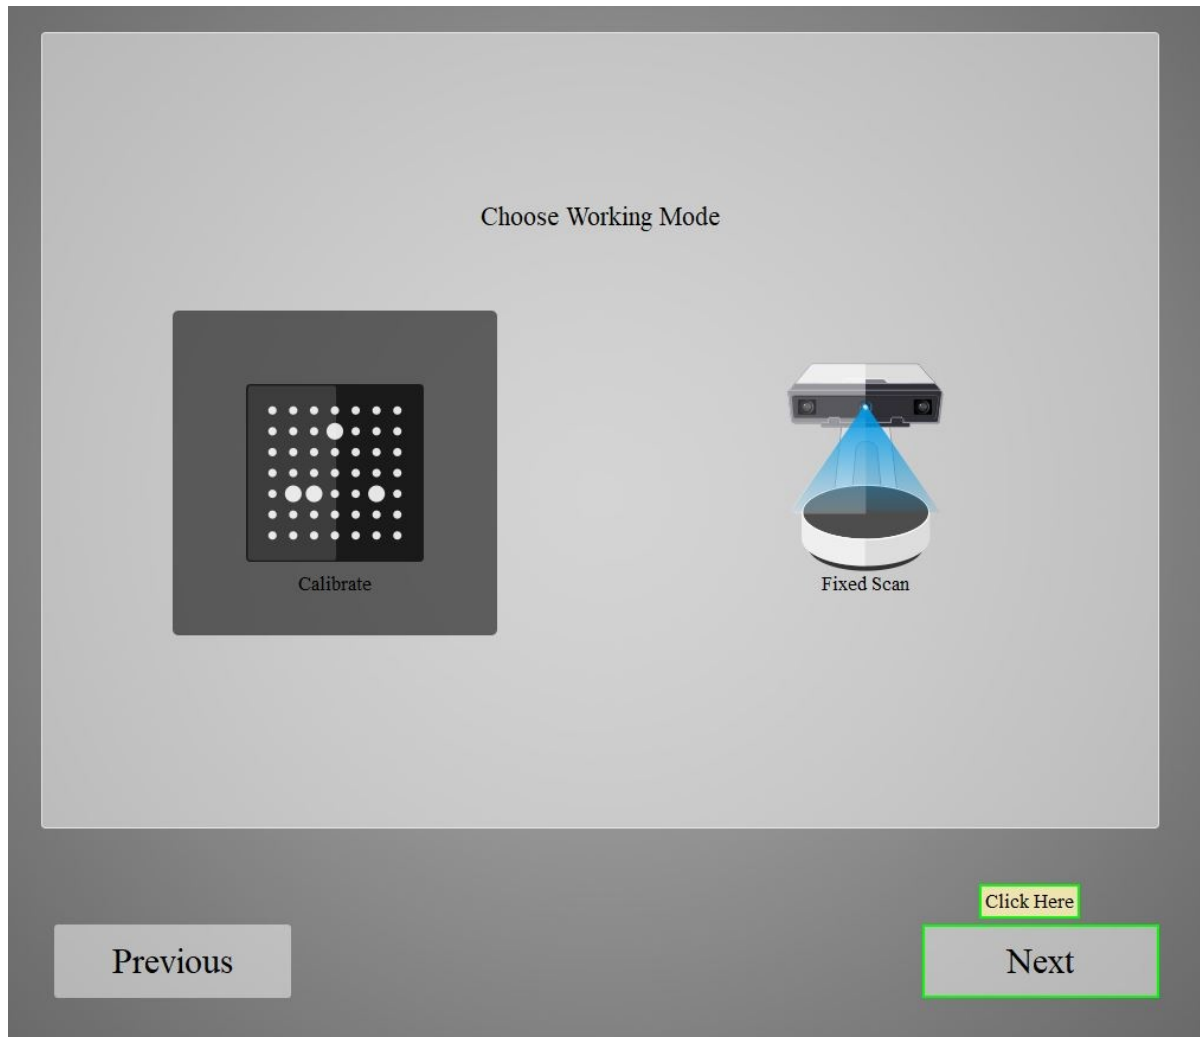 Choose Working Mode
Calibrate
Fixed Scan
Click Here
Previous
Next